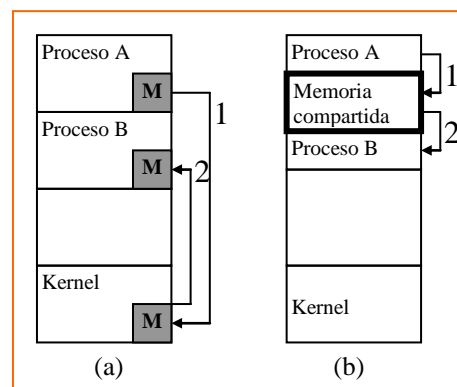 Proceso A
M
1
Proceso B
M
2
Kernel
M
(a)
Proceso A
1
Memoria
compartida
2
Proceso B
Kernel
(b)